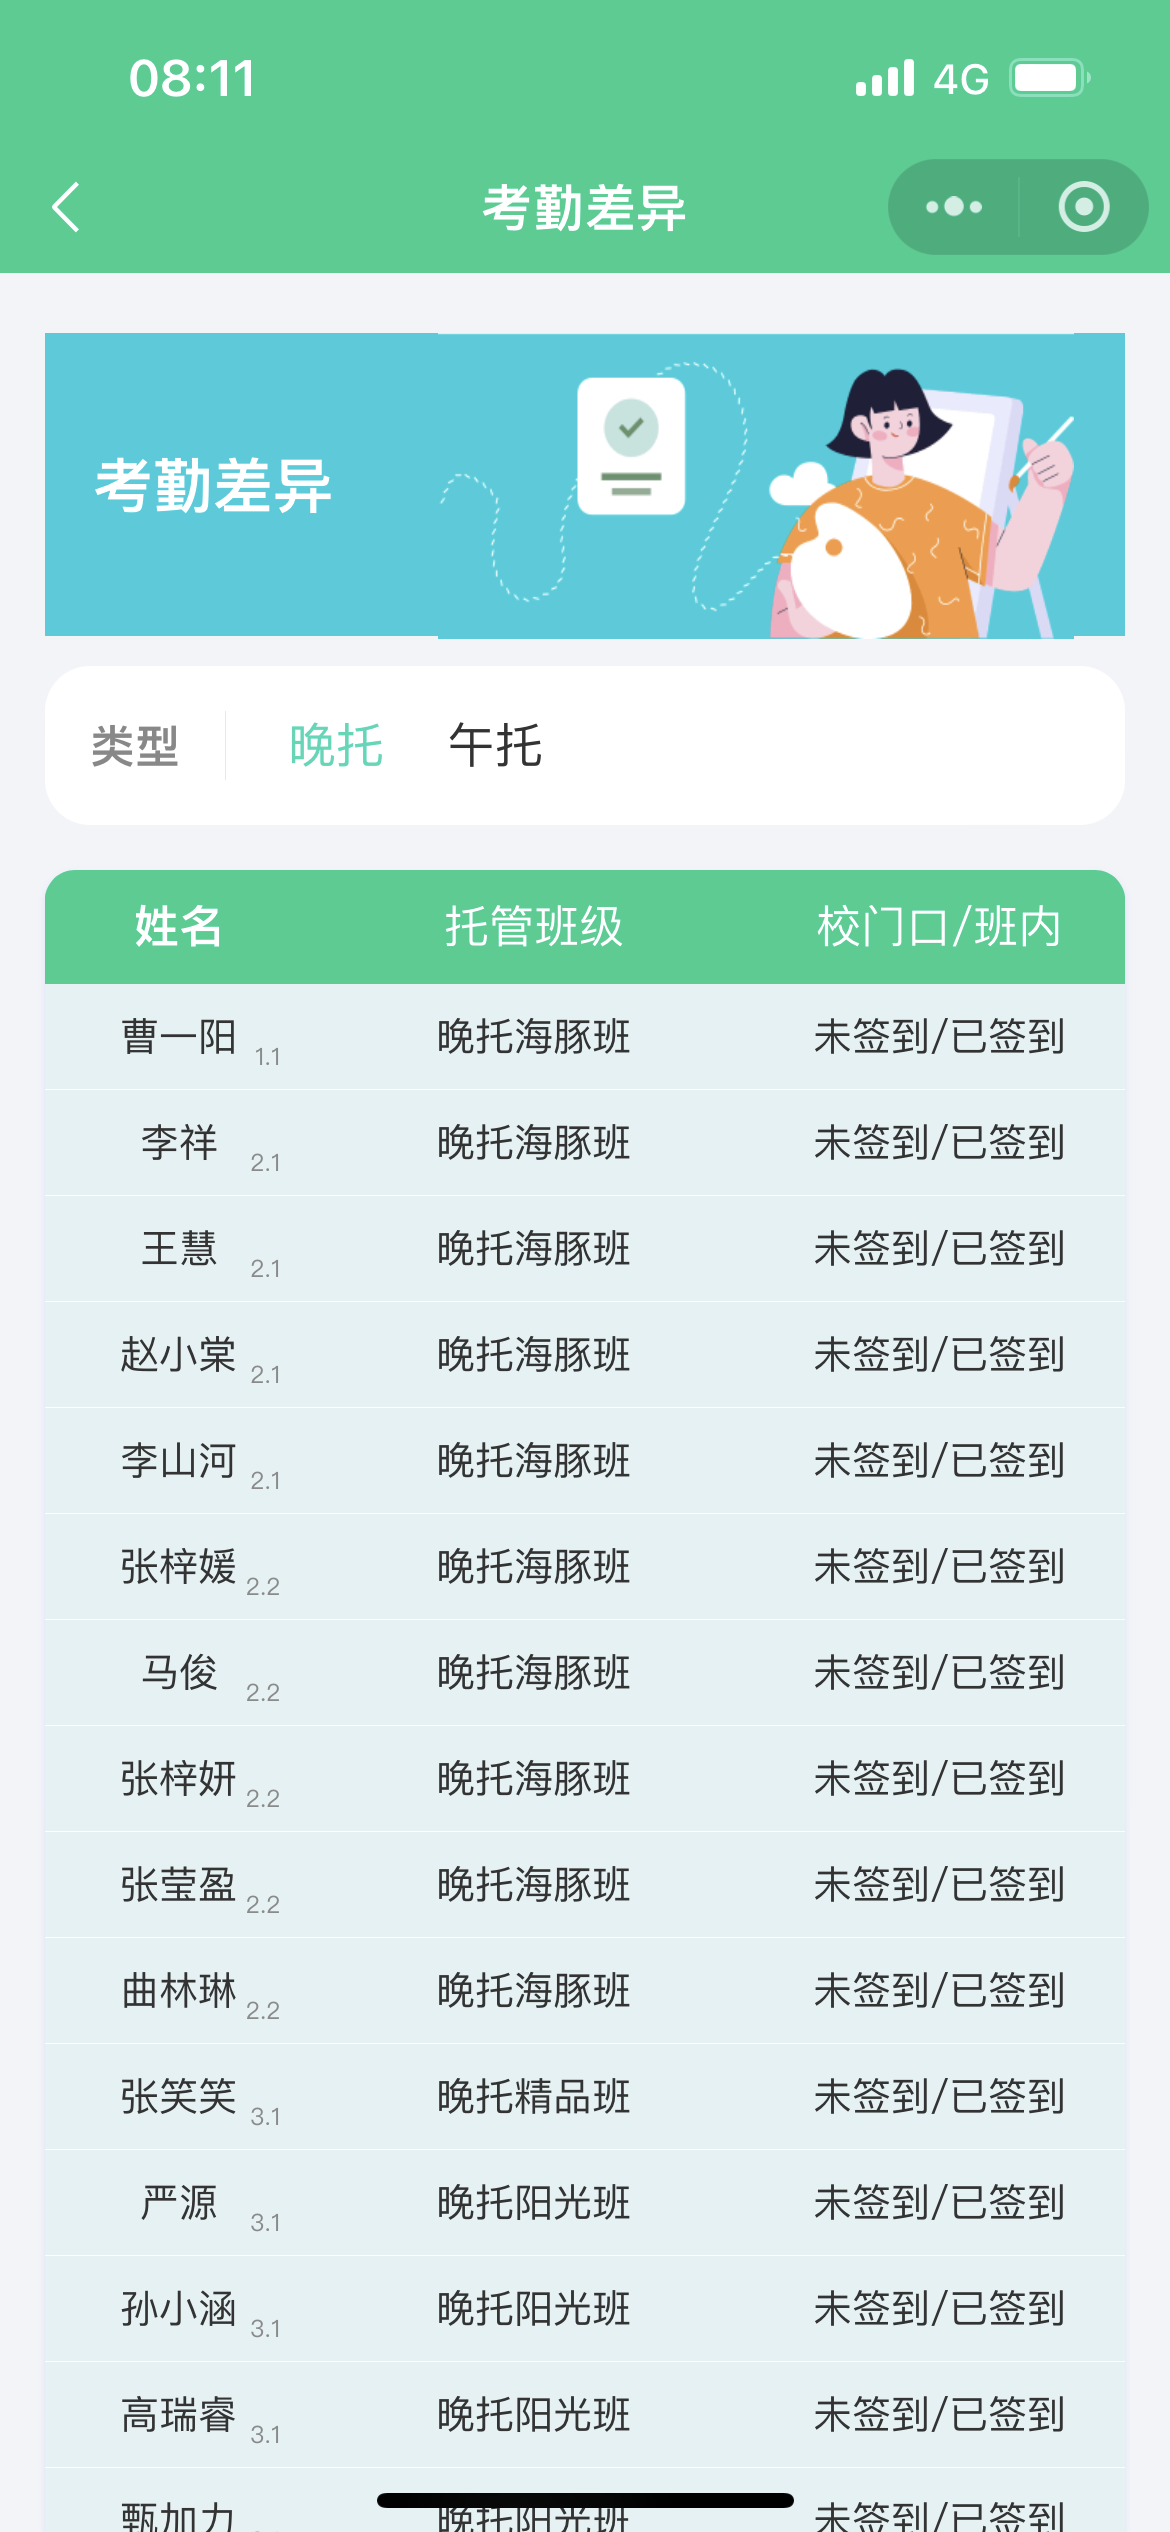 08:11 4G
考勤差异
考勤差异
类型 晚托 午托
姓名 托管班级 校门口/班内
曹一阳 1.1 晚托海豚班 未签到/已签到
李祥 2.1 晚托海豚班 未签到/已签到
王慧 2.1 晚托海豚班 未签到/已签到
赵小棠 2.1 晚托海豚班 未签到/已签到
李山河 2.1 晚托海豚班 未签到/已签到
张梓媛 2.2 晚托海豚班 未签到/已签到
马俊 2.2 晚托海豚班 未签到/已签到
张梓妍 2.2 晚托海豚班 未签到/已签到
张莹盈 2.2 晚托海豚班 未签到/已签到
曲林琳 2.2 晚托海豚班 未签到/已签到
张笑笑 3.1 晚托精品班 未签到/已签到
严源 3.1 晚托阳光班 未签到/已签到
孙小涵 3.1 晚托阳光班 未签到/已签到
高瑞睿 3.1 晚托阳光班 未签到/已签到
甄加力 晚托阳光班 未签到/已签到